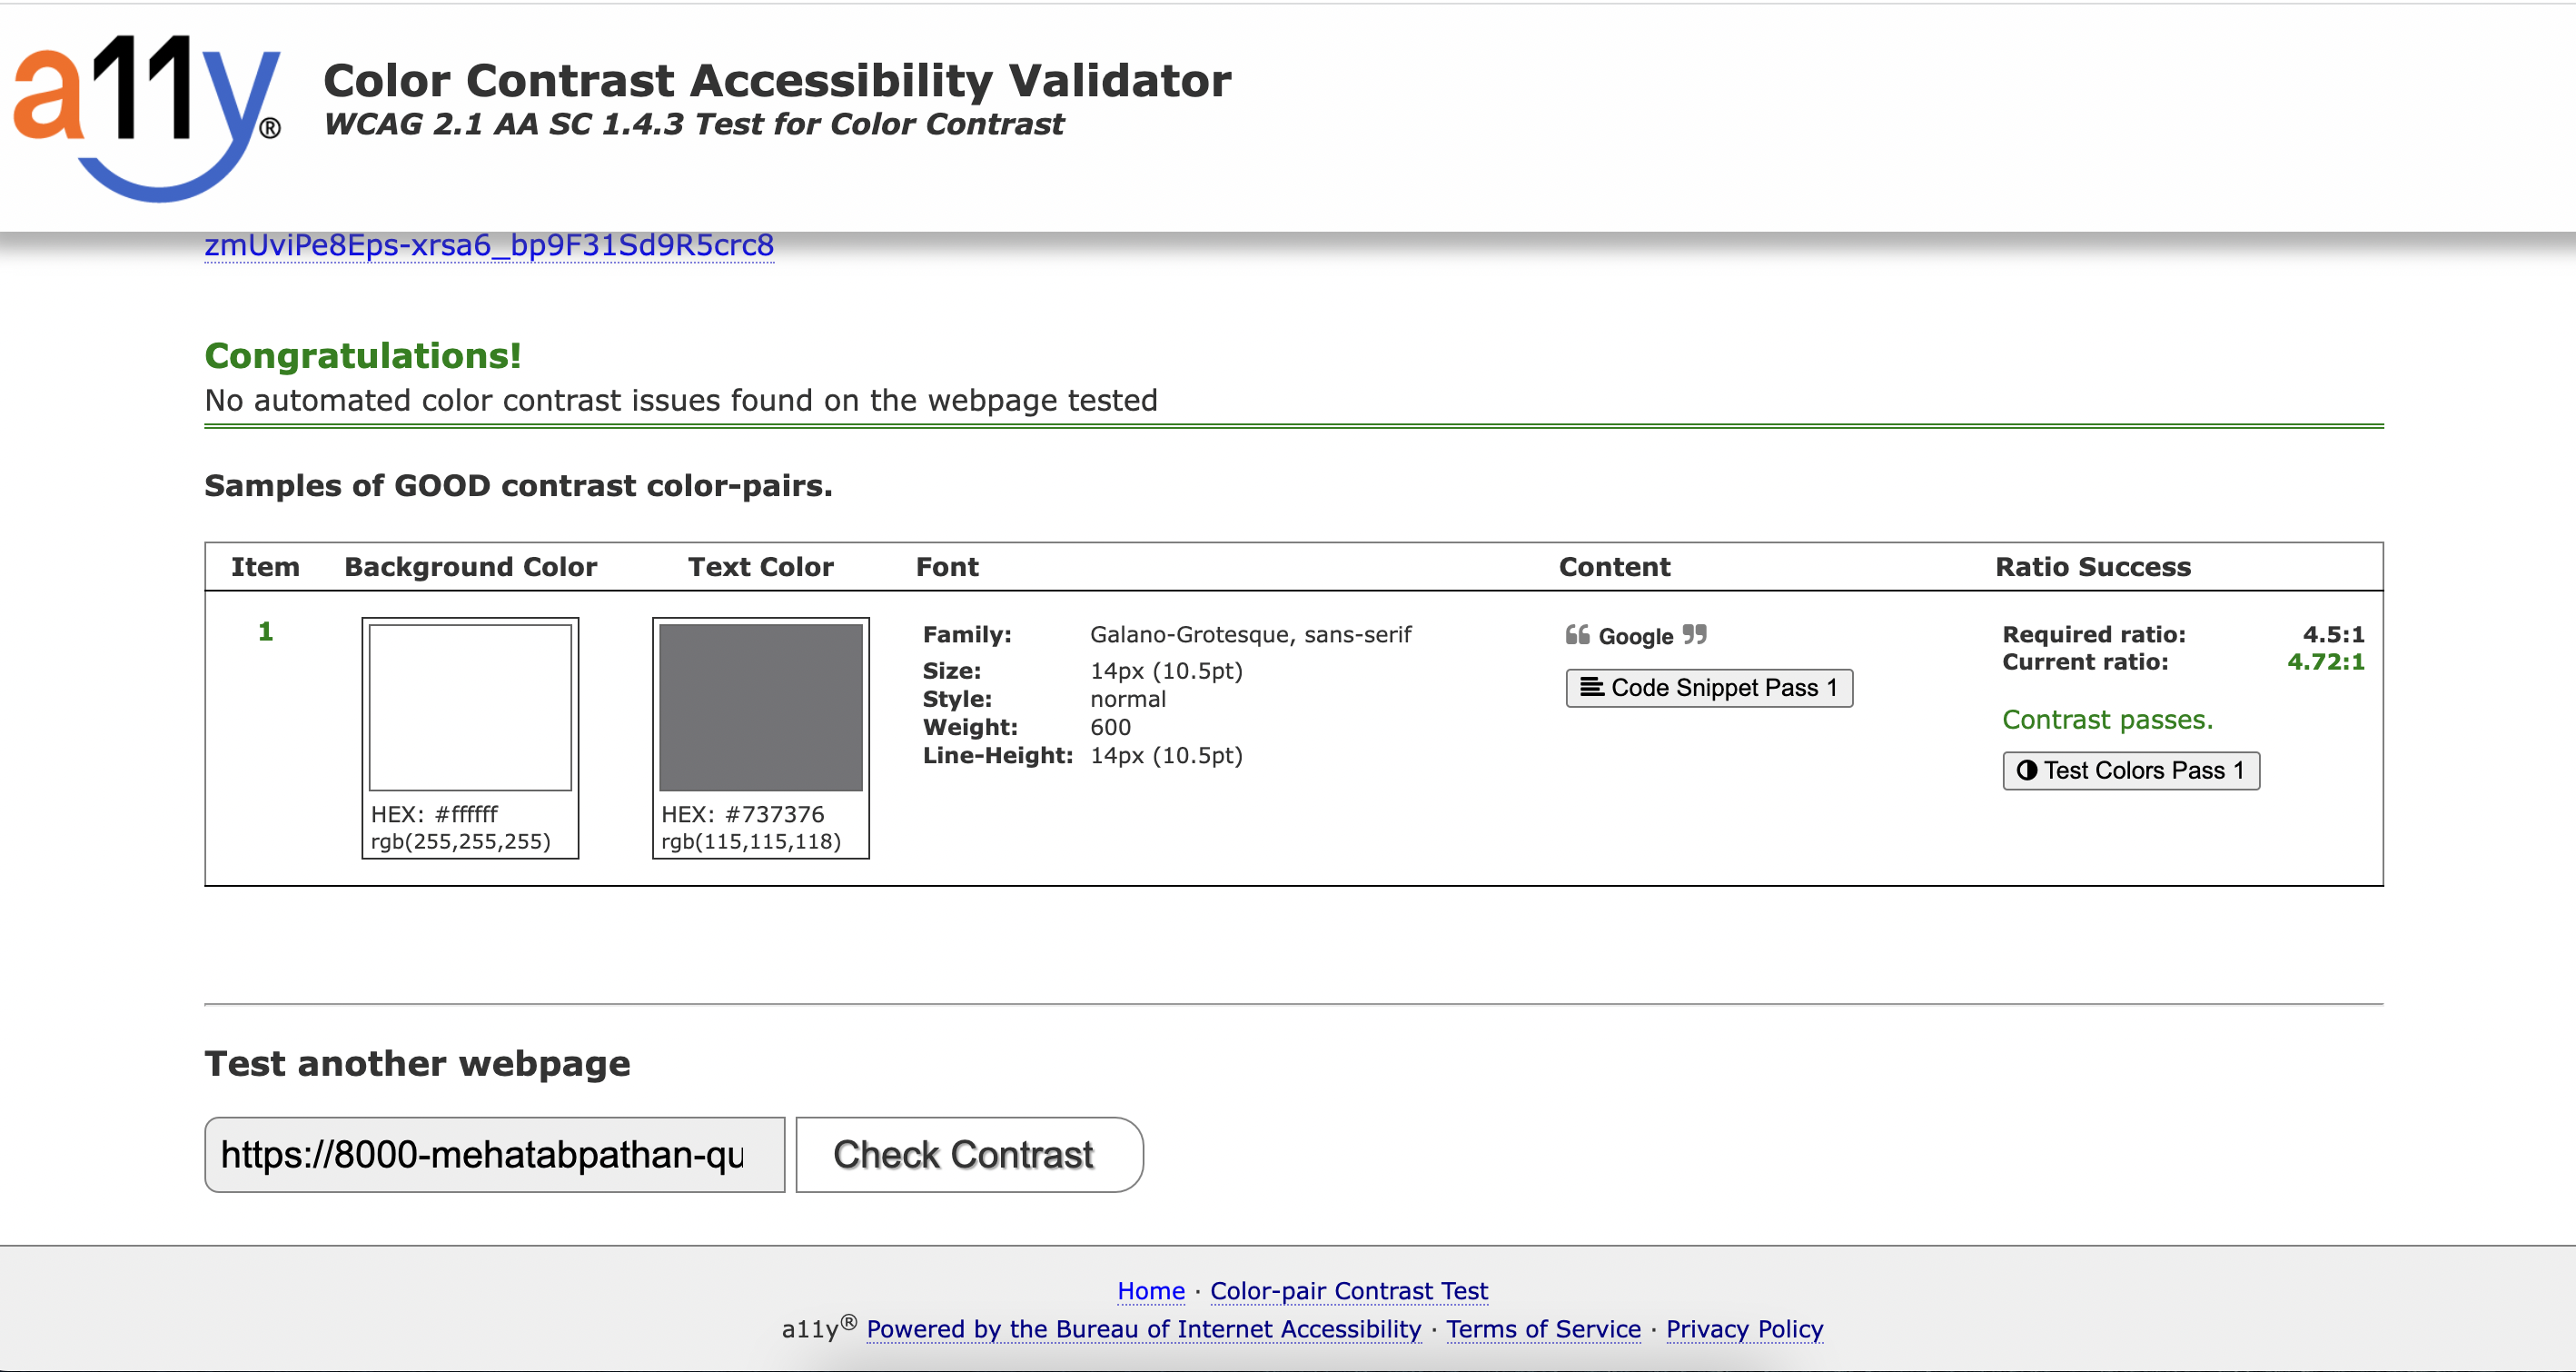 a11y®
Color Contrast Accessibility Validator
WCAG 2.1 AA SC 1.4.3 Test for Color Contrast
zmUviPe8Eps-xrsa6_bp9F31Sd9R5crc8
Congratulations!
No automated color contrast issues found on the webpage tested
Samples of GOOD contrast color-pairs.
Item Background Color Text Color Font Content Ratio Success
1
HEX: #ffffff
rgb(255,255,255)
HEX: #737376
rgb(115,115,118)
Family: Galano-Grotesque, sans-serif
Size: 14px (10.5pt)
Style: normal
Weight: 600
Line-Height: 14px (10.5pt)
❝ Google ❞
Code Snippet Pass 1
Required ratio: 4.5:1
Current ratio: 4.72:1
Contrast passes.
Test Colors Pass 1
Test another webpage
https://8000-mehatabpathan-qu
Check Contrast
Home · Color-pair Contrast Test
a11y® Powered by the Bureau of Internet Accessibility · Terms of Service · Privacy Policy